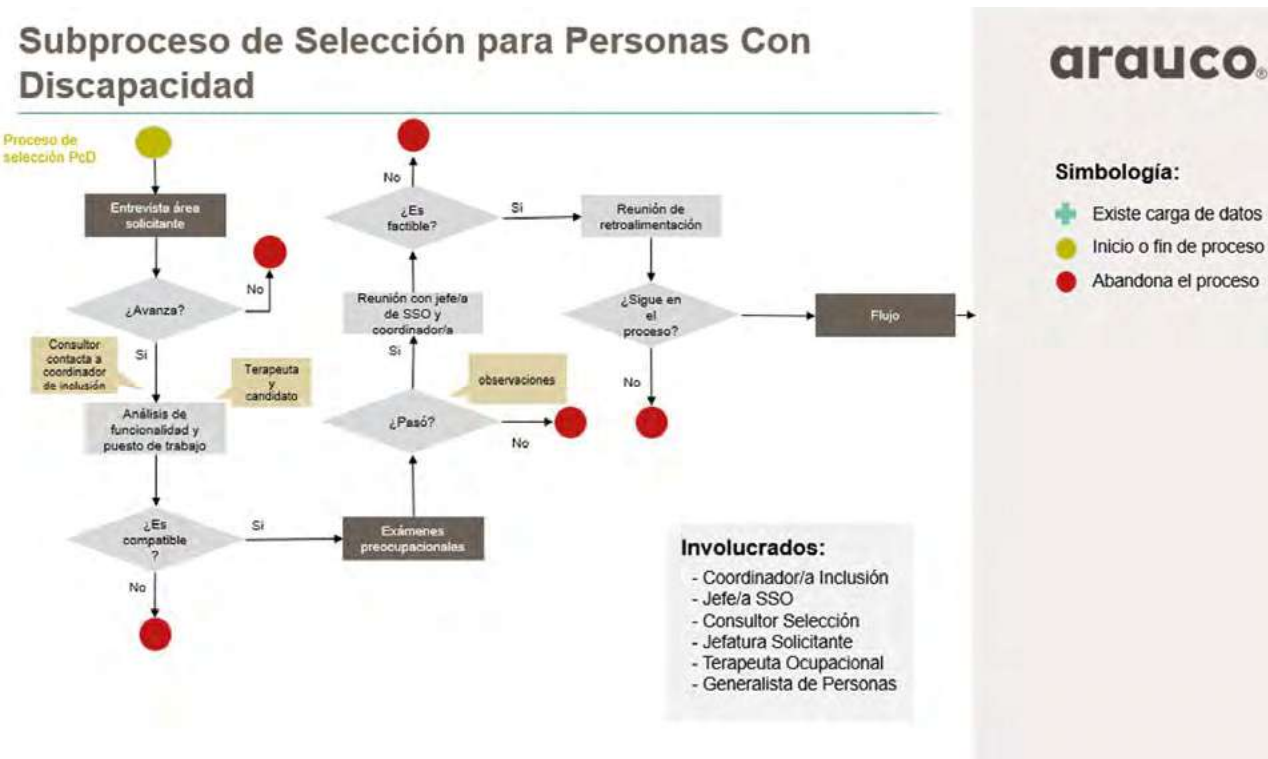 Subproceso de Selección para Personas Con
Discapacidad
arauco®
Proceso de
selección PcD
Entrevista área
solicitante
¿Avanza?
No
Si
Consultor
contacta a
coordinador
de inclusión
Terapeuta
y
candidato
Análisis de
funcionalidad y
puesto de trabajo
¿Es
compatible
?
No
Si
Exámenes
preocupacionales
¿Pasó?
observaciones
No
Si
Reunión con jefe/a
de SSO y
coordinador/a
¿Es
factible?
No
Si
Reunión de
retroalimentación
¿Sigue en
el
proceso?
No
Flujo
Involucrados:
- Coordinador/a Inclusión
- Jefe/a SSO
- Consultor Selección
- Jefatura Solicitante
- Terapeuta Ocupacional
- Generalista de Personas
Simbología:
Existe carga de datos
Inicio o fin de proceso
Abandona el proceso